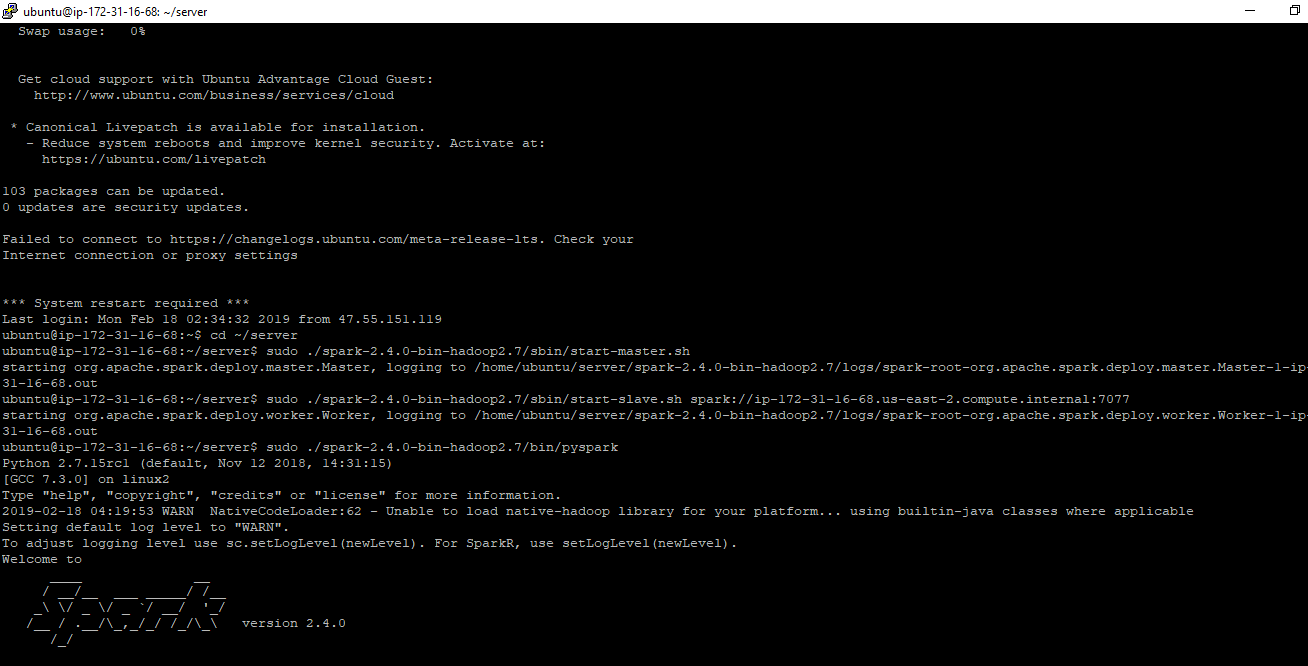 ubuntu@ip-172-31-16-68: ~/server
Swap usage:   0%
Get cloud support with Ubuntu Advantage Cloud Guest:
http://www.ubuntu.com/business/services/cloud
* Canonical Livepatch is available for installation.
- Reduce system reboots and improve kernel security. Activate at:
https://ubuntu.com/livepatch
103 packages can be updated.
0 updates are security updates.
Failed to connect to https://changelogs.ubuntu.com/meta-release-lts. Check your
Internet connection or proxy settings
*** System restart required ***
Last login: Mon Feb 18 02:34:32 2019 from 47.55.151.119
ubuntu@ip-172-31-16-68:~$ cd ~/server
ubuntu@ip-172-31-16-68:~/server$ sudo ./spark-2.4.0-bin-hadoop2.7/sbin/start-master.sh
starting org.apache.spark.deploy.master.Master, logging to /home/ubuntu/server/spark-2.4.0-bin-hadoop2.7/logs/spark-root-org.apache.spark.deploy.master.Master-1-ip-
31-16-68.out
ubuntu@ip-172-31-16-68:~/server$ sudo ./spark-2.4.0-bin-hadoop2.7/sbin/start-slave.sh spark://ip-172-31-16-68.us-east-2.compute.internal:7077
starting org.apache.spark.deploy.worker.Worker, logging to /home/ubuntu/server/spark-2.4.0-bin-hadoop2.7/logs/spark-root-org.apache.spark.deploy.worker.Worker-1-ip-
31-16-68.out
ubuntu@ip-172-31-16-68:~/server$ sudo ./spark-2.4.0-bin-hadoop2.7/bin/pyspark
Python 2.7.15rc1 (default, Nov 12 2018, 14:31:15)
[GCC 7.3.0] on linux2
Type "help", "copyright", "credits" or "license" for more information.
2019-02-18 04:19:53 WARN  NativeCodeLoader:62 - Unable to load native-hadoop library for your platform... using builtin-java classes where applicable
Setting default log level to "WARN".
To adjust logging level use sc.setLogLevel(newLevel). For SparkR, use setLogLevel(newLevel).
Welcome to
Spark version 2.4.0